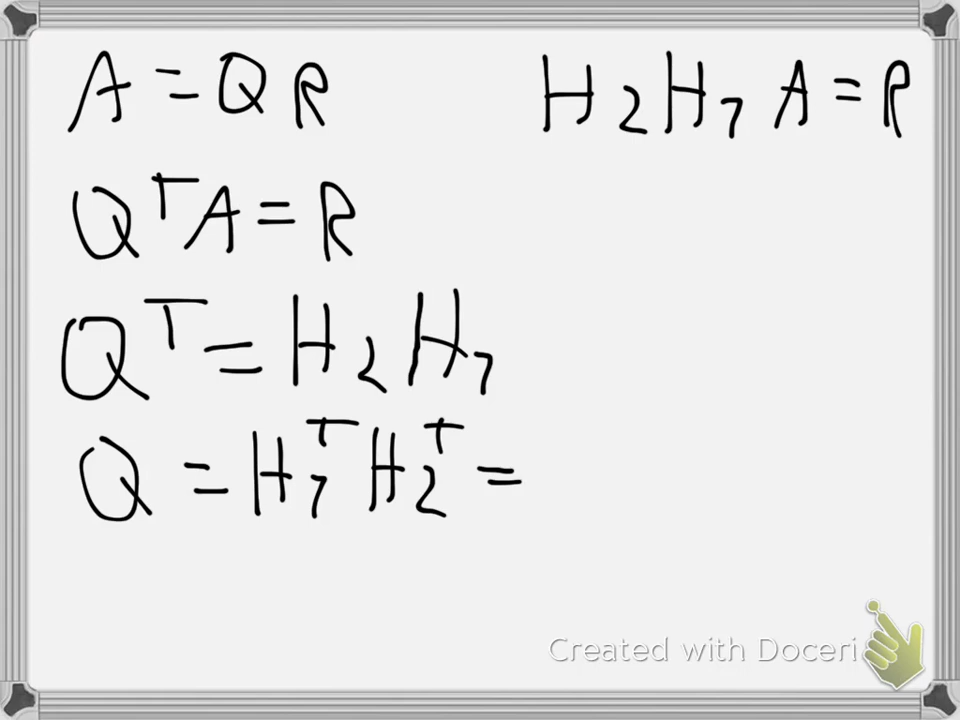 A = QR
H₂H₁A = R
QᵀA = R
Qᵀ = H₂H₁
Q = H₁ᵀH₂ᵀ =
Created with Doceri